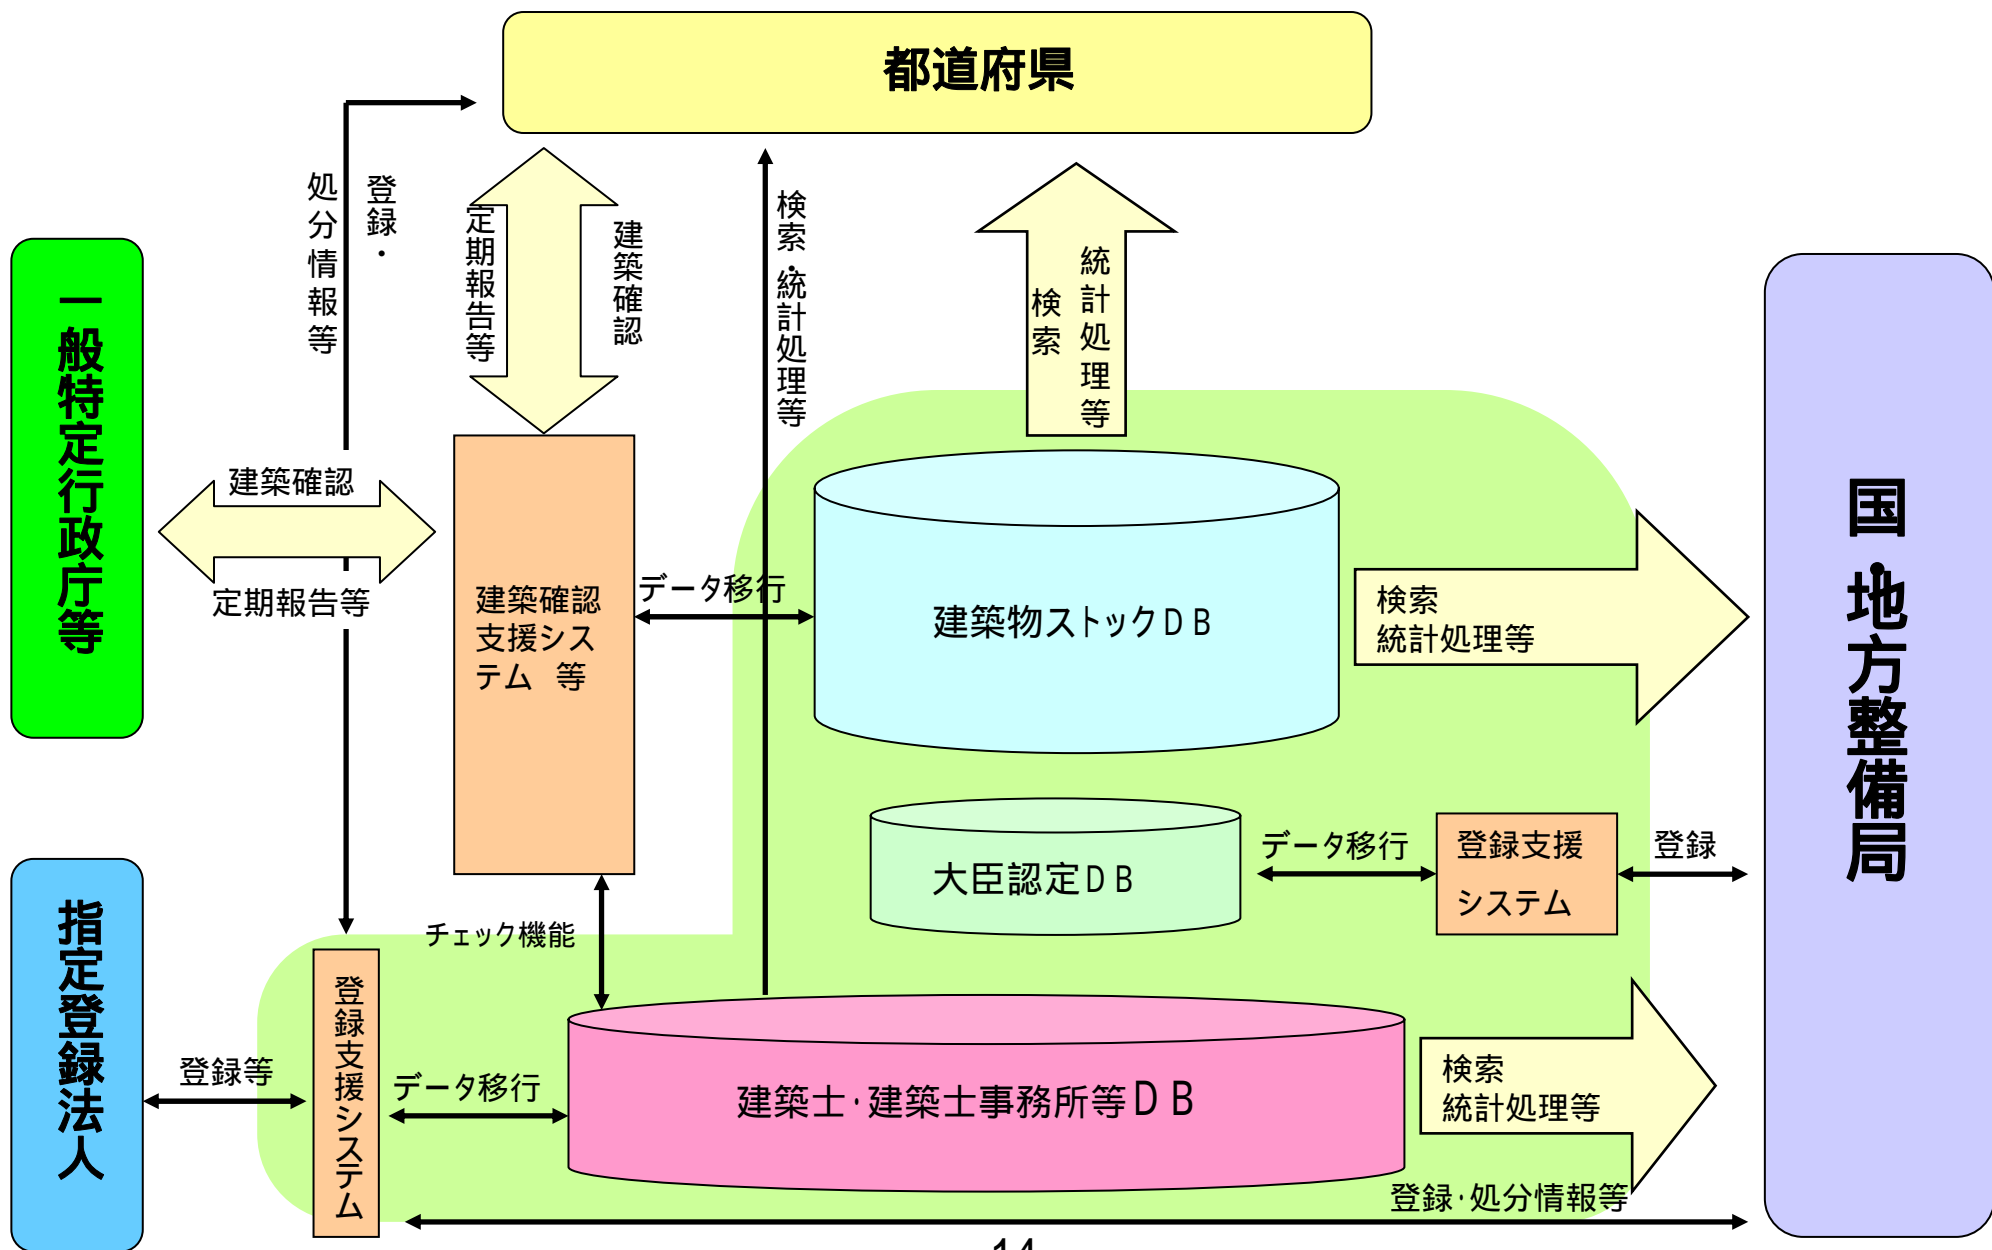 都道府県
処分情報等
登録・
定期報告等
建築確認
検索・統計処理等
検索
統計処理等
一般特定行政庁等
建築確認
定期報告等
建築確認
支援シス
テム 等
データ移行
建築物ストックDB
検索
統計処理等
国・地方整備局
大臣認定DB
データ移行
登録支援
システム
登録
チェック機能
指定登録法人
登録等
登録支援システム
データ移行
建築士・建築士事務所等DB
検索
統計処理等
登録・処分情報等
14